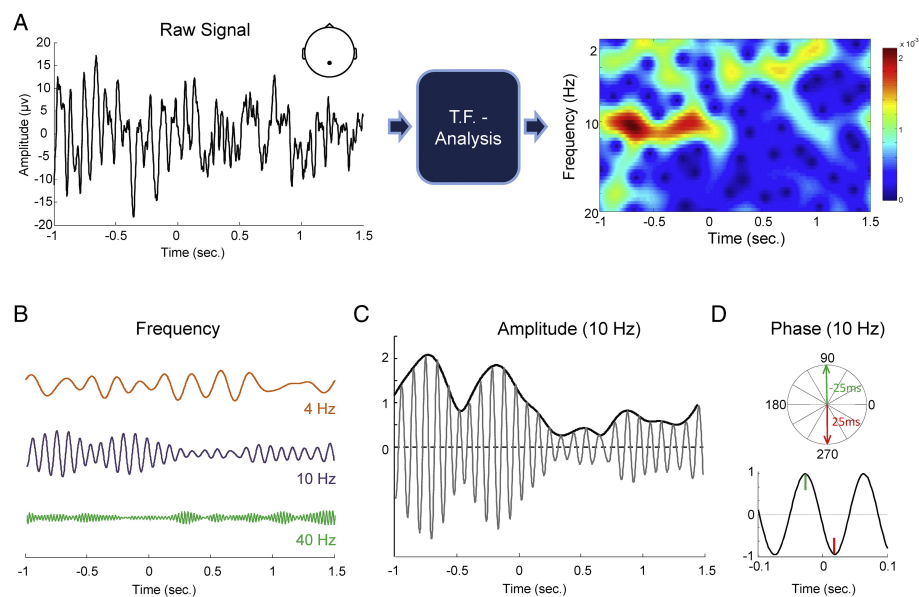 A
Raw Signal
20
15
10
5
0
-5
-10
-15
-20
Amplitude (μv)
-1
-0.5
0
0.5
1
1.5
Time (sec.)
T.F. -
Analysis
2
10
20
Frequency (Hz)
-1
-0.5
0
0.5
1
1.5
Time (sec.)
x 10⁻³
2
1
0
B
Frequency
4 Hz
10 Hz
40 Hz
-1
-0.5
0
0.5
1
1.5
Time (sec.)
C
Amplitude (10 Hz)
2
1
0
-1
-0.5
0
0.5
1
1.5
Time (sec.)
D
Phase (10 Hz)
90
-25ms
180
0
25ms
270
1
0
-1
-0.1
0
0.1
Time (sec.)